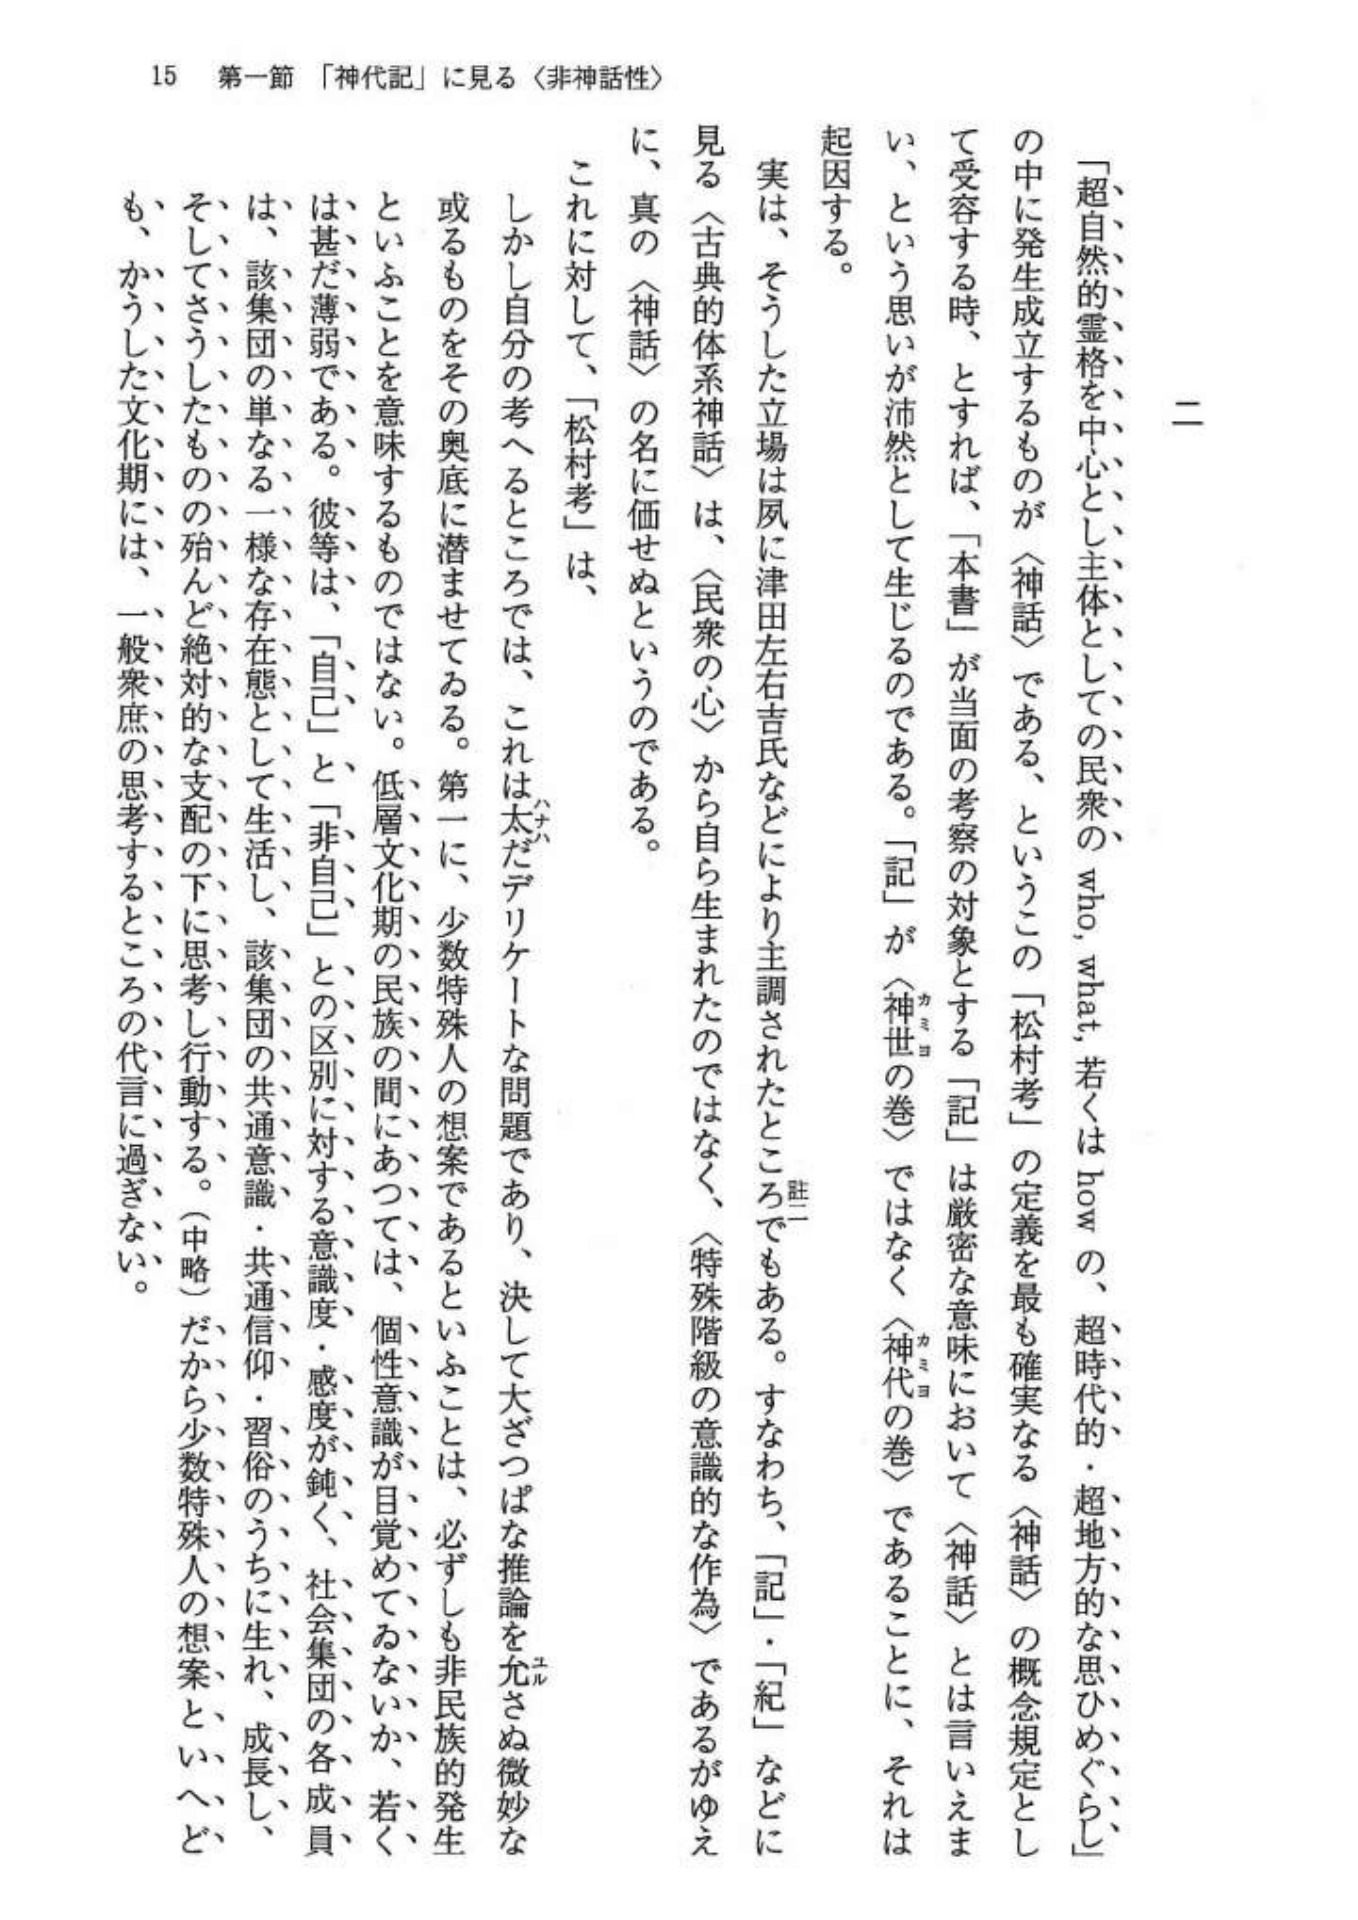 15 第一節 「神代記」に見る〈非神話性〉
二
「超自然的霊格を中心とし主体としての民衆の who, what, 若くは how の、超時代的・超地方的な思ひめぐらし」
の中に発生成立するものが〈神話〉である、というこの「松村考」の定義を最も確実なる〈神話〉の概念規定とし
て受容する時、とすれば、「本書」が当面の考察の対象とする「記」は厳密な意味において〈神話〉とは言いえま
い、という思いが沛然として生じるのである。「記」が〈神世の巻〉ではなく〈神代の巻〉であることに、それは
カミヨ
カミヨ
起因する。
実は、そうした立場は夙に津田左右吉氏などにより主調されたところでもある。すなわち、「記」・「紀」などに
註二
見る〈古典的体系神話〉は、〈民衆の心〉から自ら生まれたのではなく、〈特殊階級の意識的な作為〉であるがゆえ
に、真の〈神話〉の名に価せぬというのである。
これに対して、「松村考」は、
しかし自分の考へるところでは、これは太だデリケートな問題であり、決して大ざつぱな推論を允さぬ微妙な
ハナハ
ユル
或るものをその奥底に潜ませてゐる。第一に、少数特殊人の想案であるといふことは、必ずしも非民族的発生
といふことを意味するものではない。低層文化期の民族の間にあつては、個性意識が目覚めてゐないか、若く
は甚だ薄弱である。彼等は、「自己」と「非自己」との区別に対する意識度・感度が鈍く、社会集団の各成員
は、該集団の単なる一様な存在態として生活し、該集団の共通意識・共通信仰・習俗のうちに生れ、成長し、
そしてさうしたものの殆んど絶対的な支配の下に思考し行動する。（中略）だから少数特殊人の想案といへど
も、かうした文化期には、一般衆庶の思考するところの代言に過ぎない。